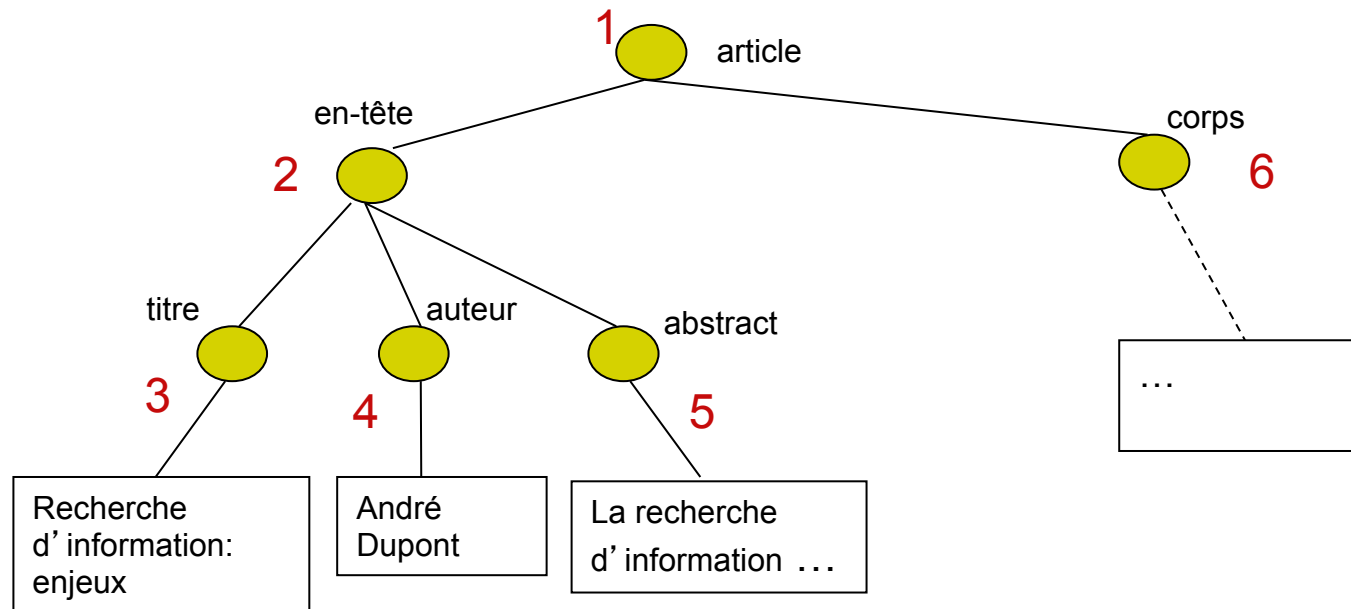 1
article
en-tête
corps
2
6
titre
auteur
abstract
3
4
5
...
Recherche
d’information:
enjeux
André
Dupont
La recherche
d’information ...